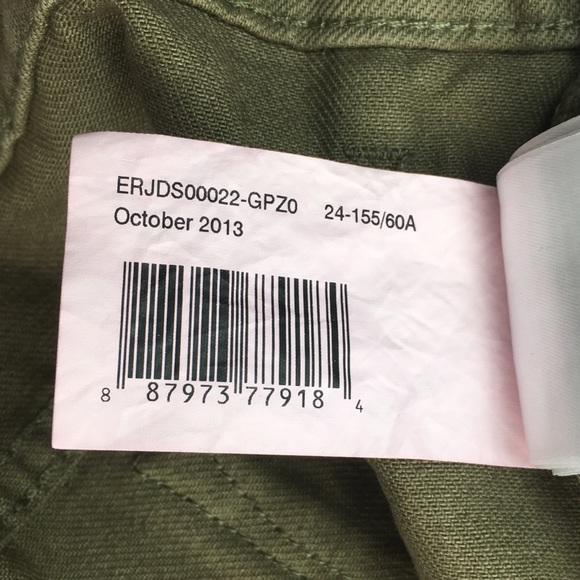 ERJDS00022-GPZ0 24-155/60A
October 2013
8 87973 77918 4